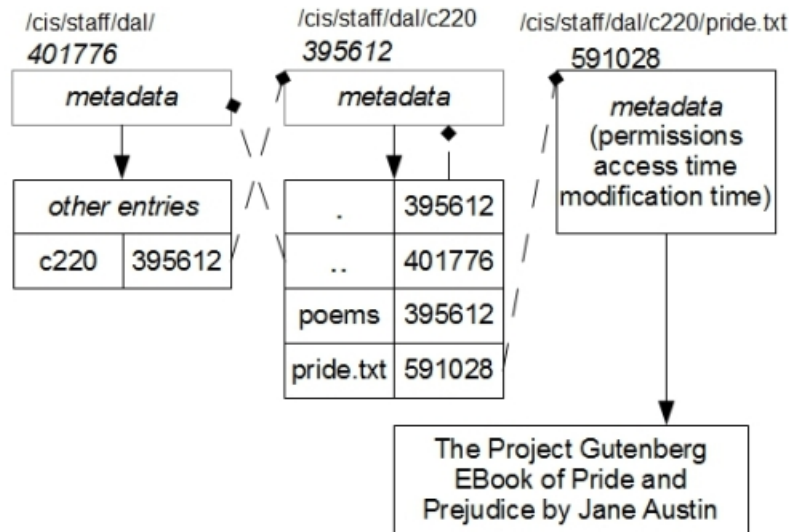 /cis/staff/dal/
401776
metadata
other entries
c220 395612
/cis/staff/dal/c220
395612
metadata
. 395612
.. 401776
poems 395612
pride.txt 591028
/cis/staff/dal/c220/pride.txt
591028
metadata
(permissions
access time
modification time)
The Project Gutenberg
EBook of Pride and
Prejudice by Jane Austin